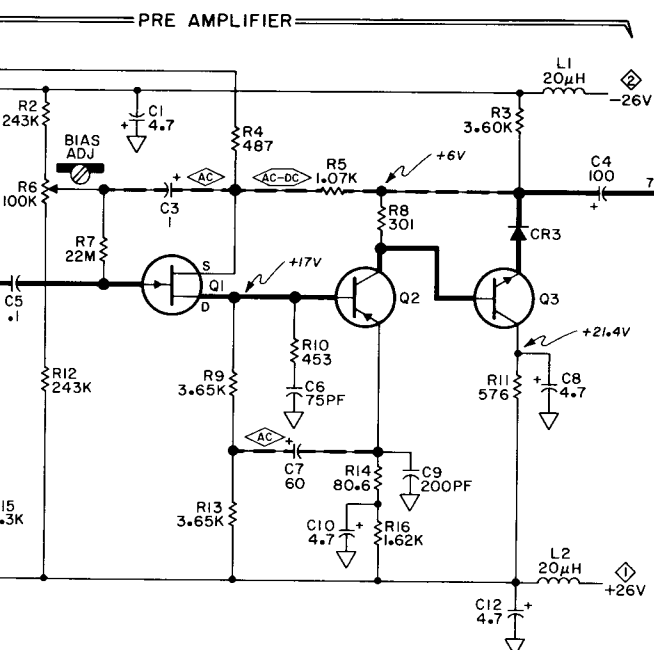 PRE AMPLIFIER
L1
20μH
2
-26V
R2
243K
C1
+ 4.7
R4
487
R3
3.60K
BIAS
ADJ
+6V
C4
100
+
7
R6
100K
+
AC
C3
1
AC-DC
R5
1.07K
R8
301
CR3
R7
22M
S
Q1
D
+17V
Q2
Q3
C5
.1
+21.4V
R10
453
R12
243K
R9
3.65K
C6
75PF
R11
576
+
C8
4.7
AC
+
C7
60
R14
80.6
C9
200PF
15
.3K
R13
3.65K
C10
4.7
+
R16
1.62K
L2
20μH
1
+26V
C12
4.7
+